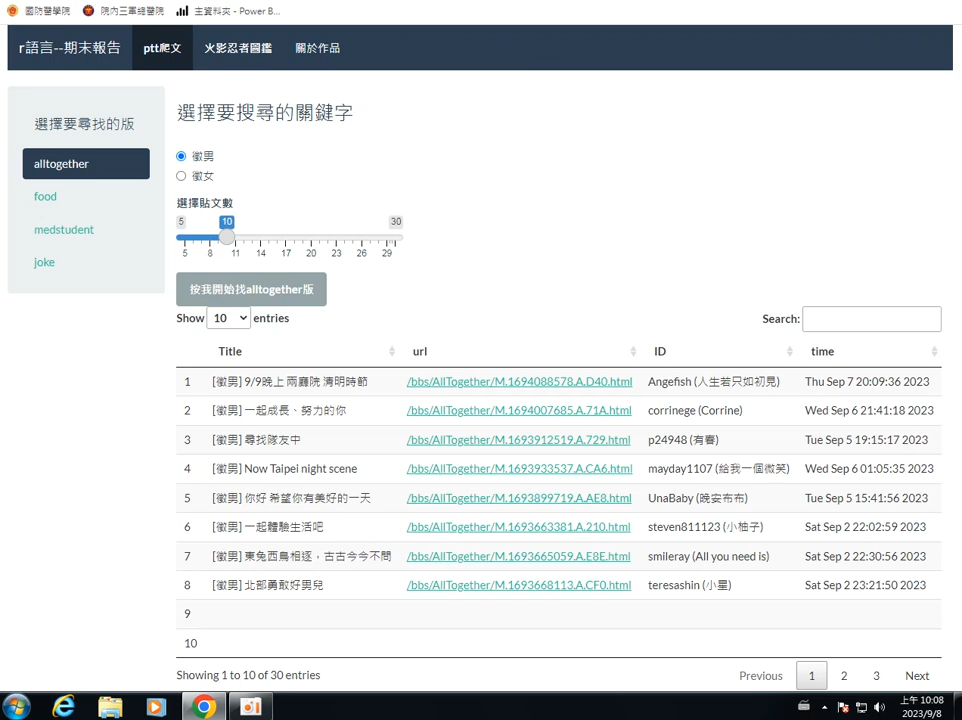 國防醫學院 院內三軍總醫院 主資料夾 - Power B...
r語言--期末報告 ptt爬文 火影忍者圖鑑 關於作品
選擇要尋找的版
alltogether
food
medstudent
joke
選擇要搜尋的關鍵字
徵男
徵女
選擇貼文數
5 10 30
5 8 11 14 17 20 23 26 29
按我開始找alltogether版
Show 10 entries Search:
Title url ID time
1 [徵男] 9/9晚上 兩廳院 清明時節 /bbs/AllTogether/M.1694088578.A.D40.html Angefish (人生若只如初見) Thu Sep 7 20:09:36 2023
2 [徵男] 一起成長、努力的你 /bbs/AllTogether/M.1694007685.A.71A.html corrinege (Corrine) Wed Sep 6 21:41:18 2023
3 [徵男] 尋找隊友中 /bbs/AllTogether/M.1693912519.A.729.html p24948 (有春) Tue Sep 5 19:15:17 2023
4 [徵男] Now Taipei night scene /bbs/AllTogether/M.1693933537.A.CA6.html mayday1107 (給我一個微笑) Wed Sep 6 01:05:35 2023
5 [徵男] 你好 希望你有美好的一天 /bbs/AllTogether/M.1693899719.A.AE8.html UnaBaby (晚安布布) Tue Sep 5 15:41:56 2023
6 [徵男] 一起體驗生活吧 /bbs/AllTogether/M.1693663381.A.210.html steven811123 (小柚子) Sat Sep 2 22:02:59 2023
7 [徵男] 東兔西烏相逐，古古今今不問 /bbs/AllTogether/M.1693665059.A.E8E.html smileray (All you need is) Sat Sep 2 22:30:56 2023
8 [徵男] 北部勇敢好男兒 /bbs/AllTogether/M.1693668113.A.CF0.html teresashin (小星) Sat Sep 2 23:21:50 2023
9
10
Showing 1 to 10 of 30 entries Previous 1 2 3 Next
上午 10:08
2023/9/8